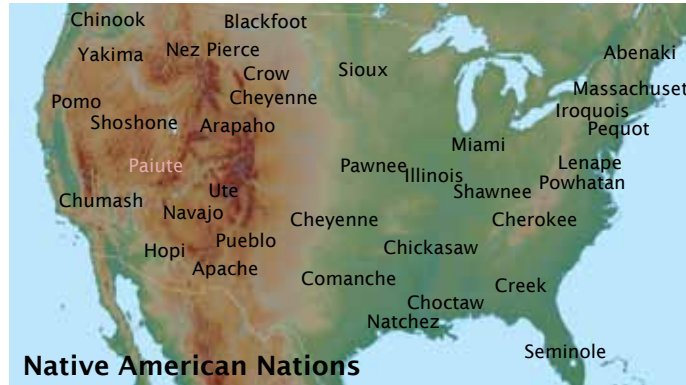 Chinook
Blackfoot
Yakima
Nez Pierce
Abenaki
Crow
Sioux
Cheyenne
Massachuset
Pomo
Iroquois
Shoshone
Arapaho
Pequot
Miami
Paiute
Pawnee
Lenape
Illinois
Powhatan
Ute
Shawnee
Chumash
Navajo
Cheyenne
Cherokee
Pueblo
Hopi
Chickasaw
Apache
Comanche
Creek
Choctaw
Natchez
Seminole
Native American Nations